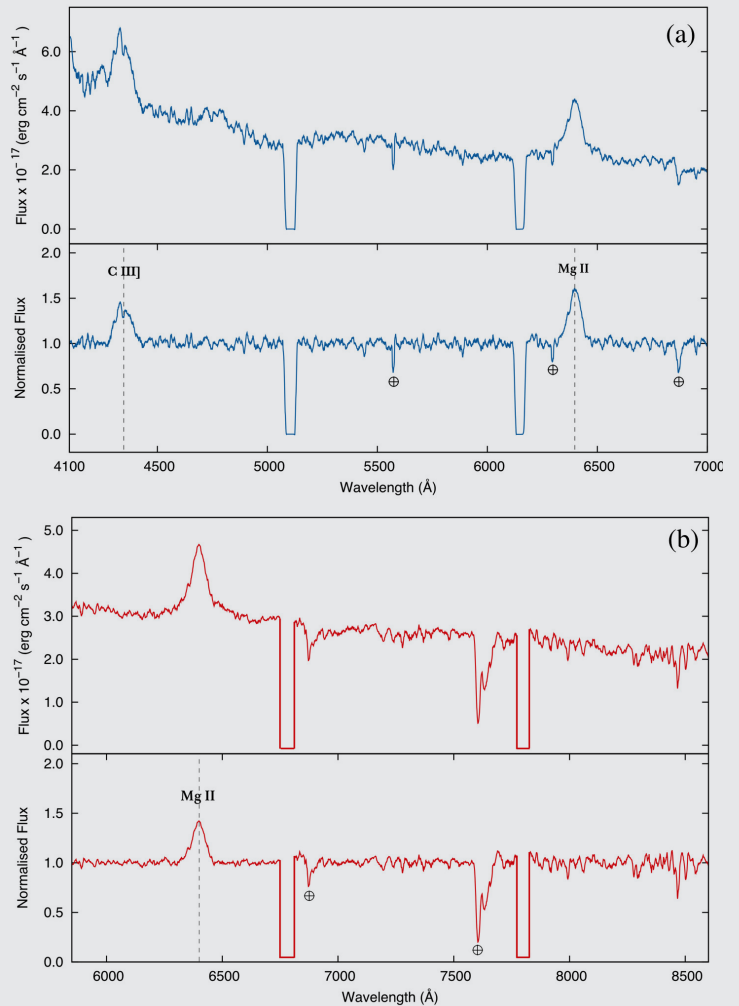 (a)
Flux x 10⁻¹⁷ (erg cm⁻² s⁻¹ Å⁻¹ )
6.0
4.0
2.0
0.0
C III]
Mg II
Normalised Flux
2.0
1.5
1.0
0.5
0.0
⊕ ⊕ ⊕
4100 4500 5000 5500 6000 6500 7000
Wavelength (Å)
(b)
Flux x 10⁻¹⁷ (erg cm⁻² s⁻¹ Å⁻¹ )
5.0
4.0
3.0
2.0
1.0
0.0
Mg II
Normalised Flux
2.0
1.5
1.0
0.5
0.0
⊕ ⊕
6000 6500 7000 7500 8000 8500
Wavelength (Å)